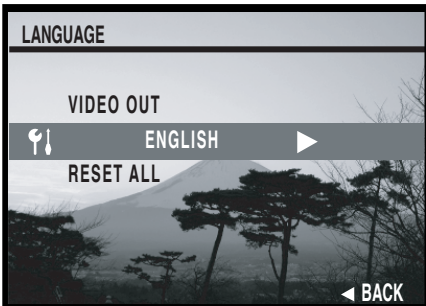 LANGUAGE
VIDEO OUT
ENGLISH
RESET ALL
BACK